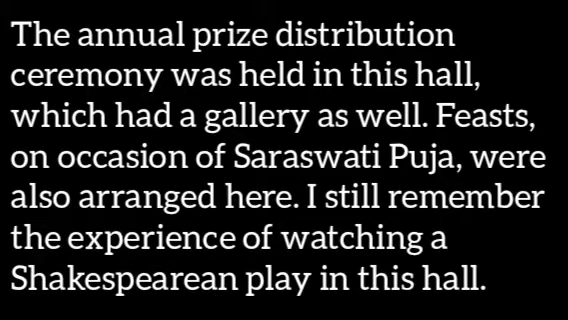 The annual prize distribution
ceremony was held in this hall,
which had a gallery as well. Feasts,
on occasion of Saraswati Puja, were
also arranged here. I still remember
the experience of watching a
Shakespearean play in this hall.